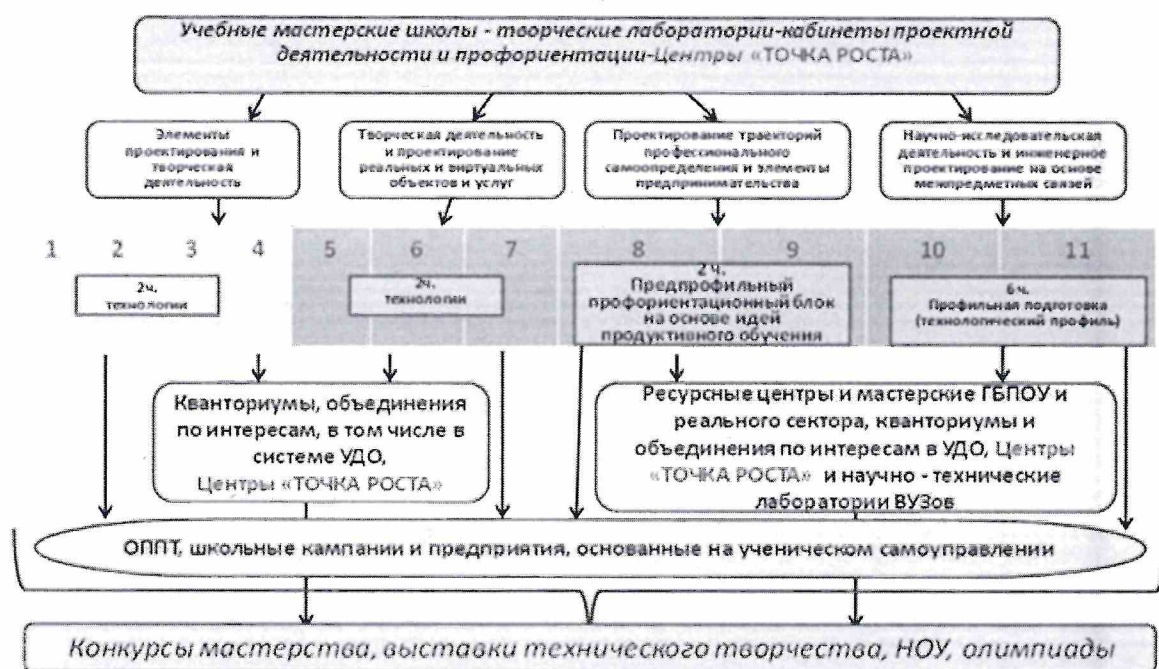 Учебные мастерские школы - творческие лаборатории-кабинеты проектной
деятельности и профориентации-Центры «ТОЧКА РОСТА»
Элементы
проектирования и
творческая
деятельность
Творческая деятельность
и проектирование
реальных и виртуальных
объектов и услуг
Проектирование траекторий
профессионального
самоопределения и элементы
предпринимательства
Научно-исследовательская
деятельность и инженерное
проектирование на основе
межпредметных связей
1 2 3 4 5 6 7 8 9 10 11
2ч.
технологии
2ч.
технологии
2 ч.
Предпрофильный
профориентационный блок
на основе идей
продуктивного обучения
6 ч.
Профильная подготовка
(технологический профиль)
Кванториумы, объединения
по интересам, в том числе в
системе УДО,
Центры «ТОЧКА РОСТА»
Ресурсные центры и мастерские ГБПОУ и
реального сектора, кванториумы и
объединения по интересам в УДО, Центры
«ТОЧКА РОСТА» и научно - технические
лаборатории ВУЗов
ОППТ, школьные кампании и предприятия, основанные на ученическом самоуправлении
Конкурсы мастерства, выставки технического творчества, НОУ, олимпиады